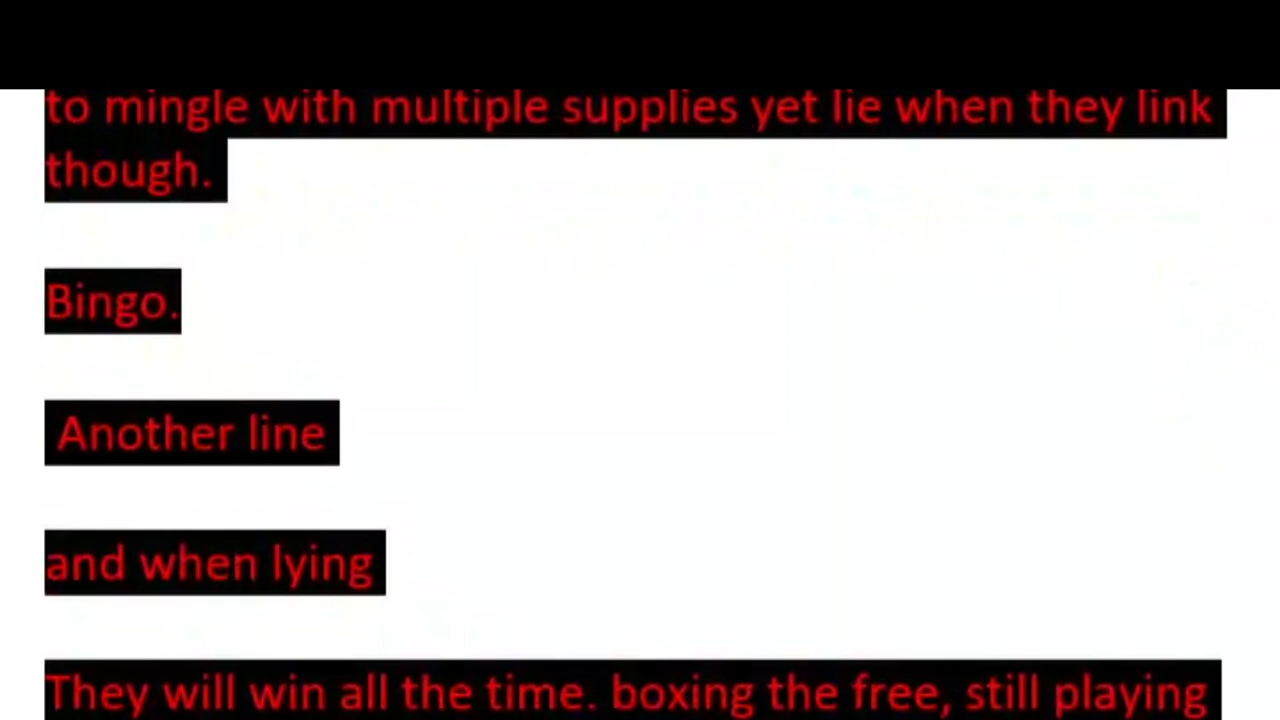 to mingle with multiple supplies yet lie when they link
though.
Bingo.
Another line
and when lying
They will win all the time. boxing the free, still playing